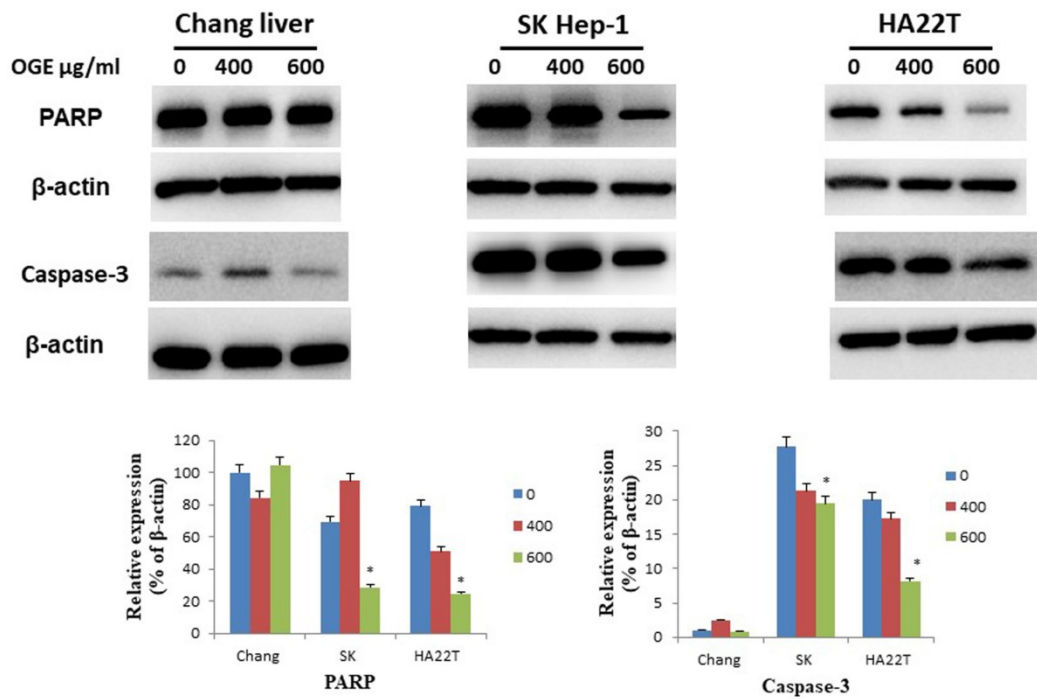 Chang liver SK Hep-1 HA22T
OGE µg/ml 0 400 600 0 400 600 0 400 600
PARP
β-actin
Caspase-3
β-actin
Relative expression
(% of β-actin)
120
100
80
60
40
20
0
*
*
0
400
600
Chang SK HA22T
PARP
Relative expression
(% of β-actin)
30
25
20
15
10
5
0
*
*
0
400
600
Chang SK HA22T
Caspase-3